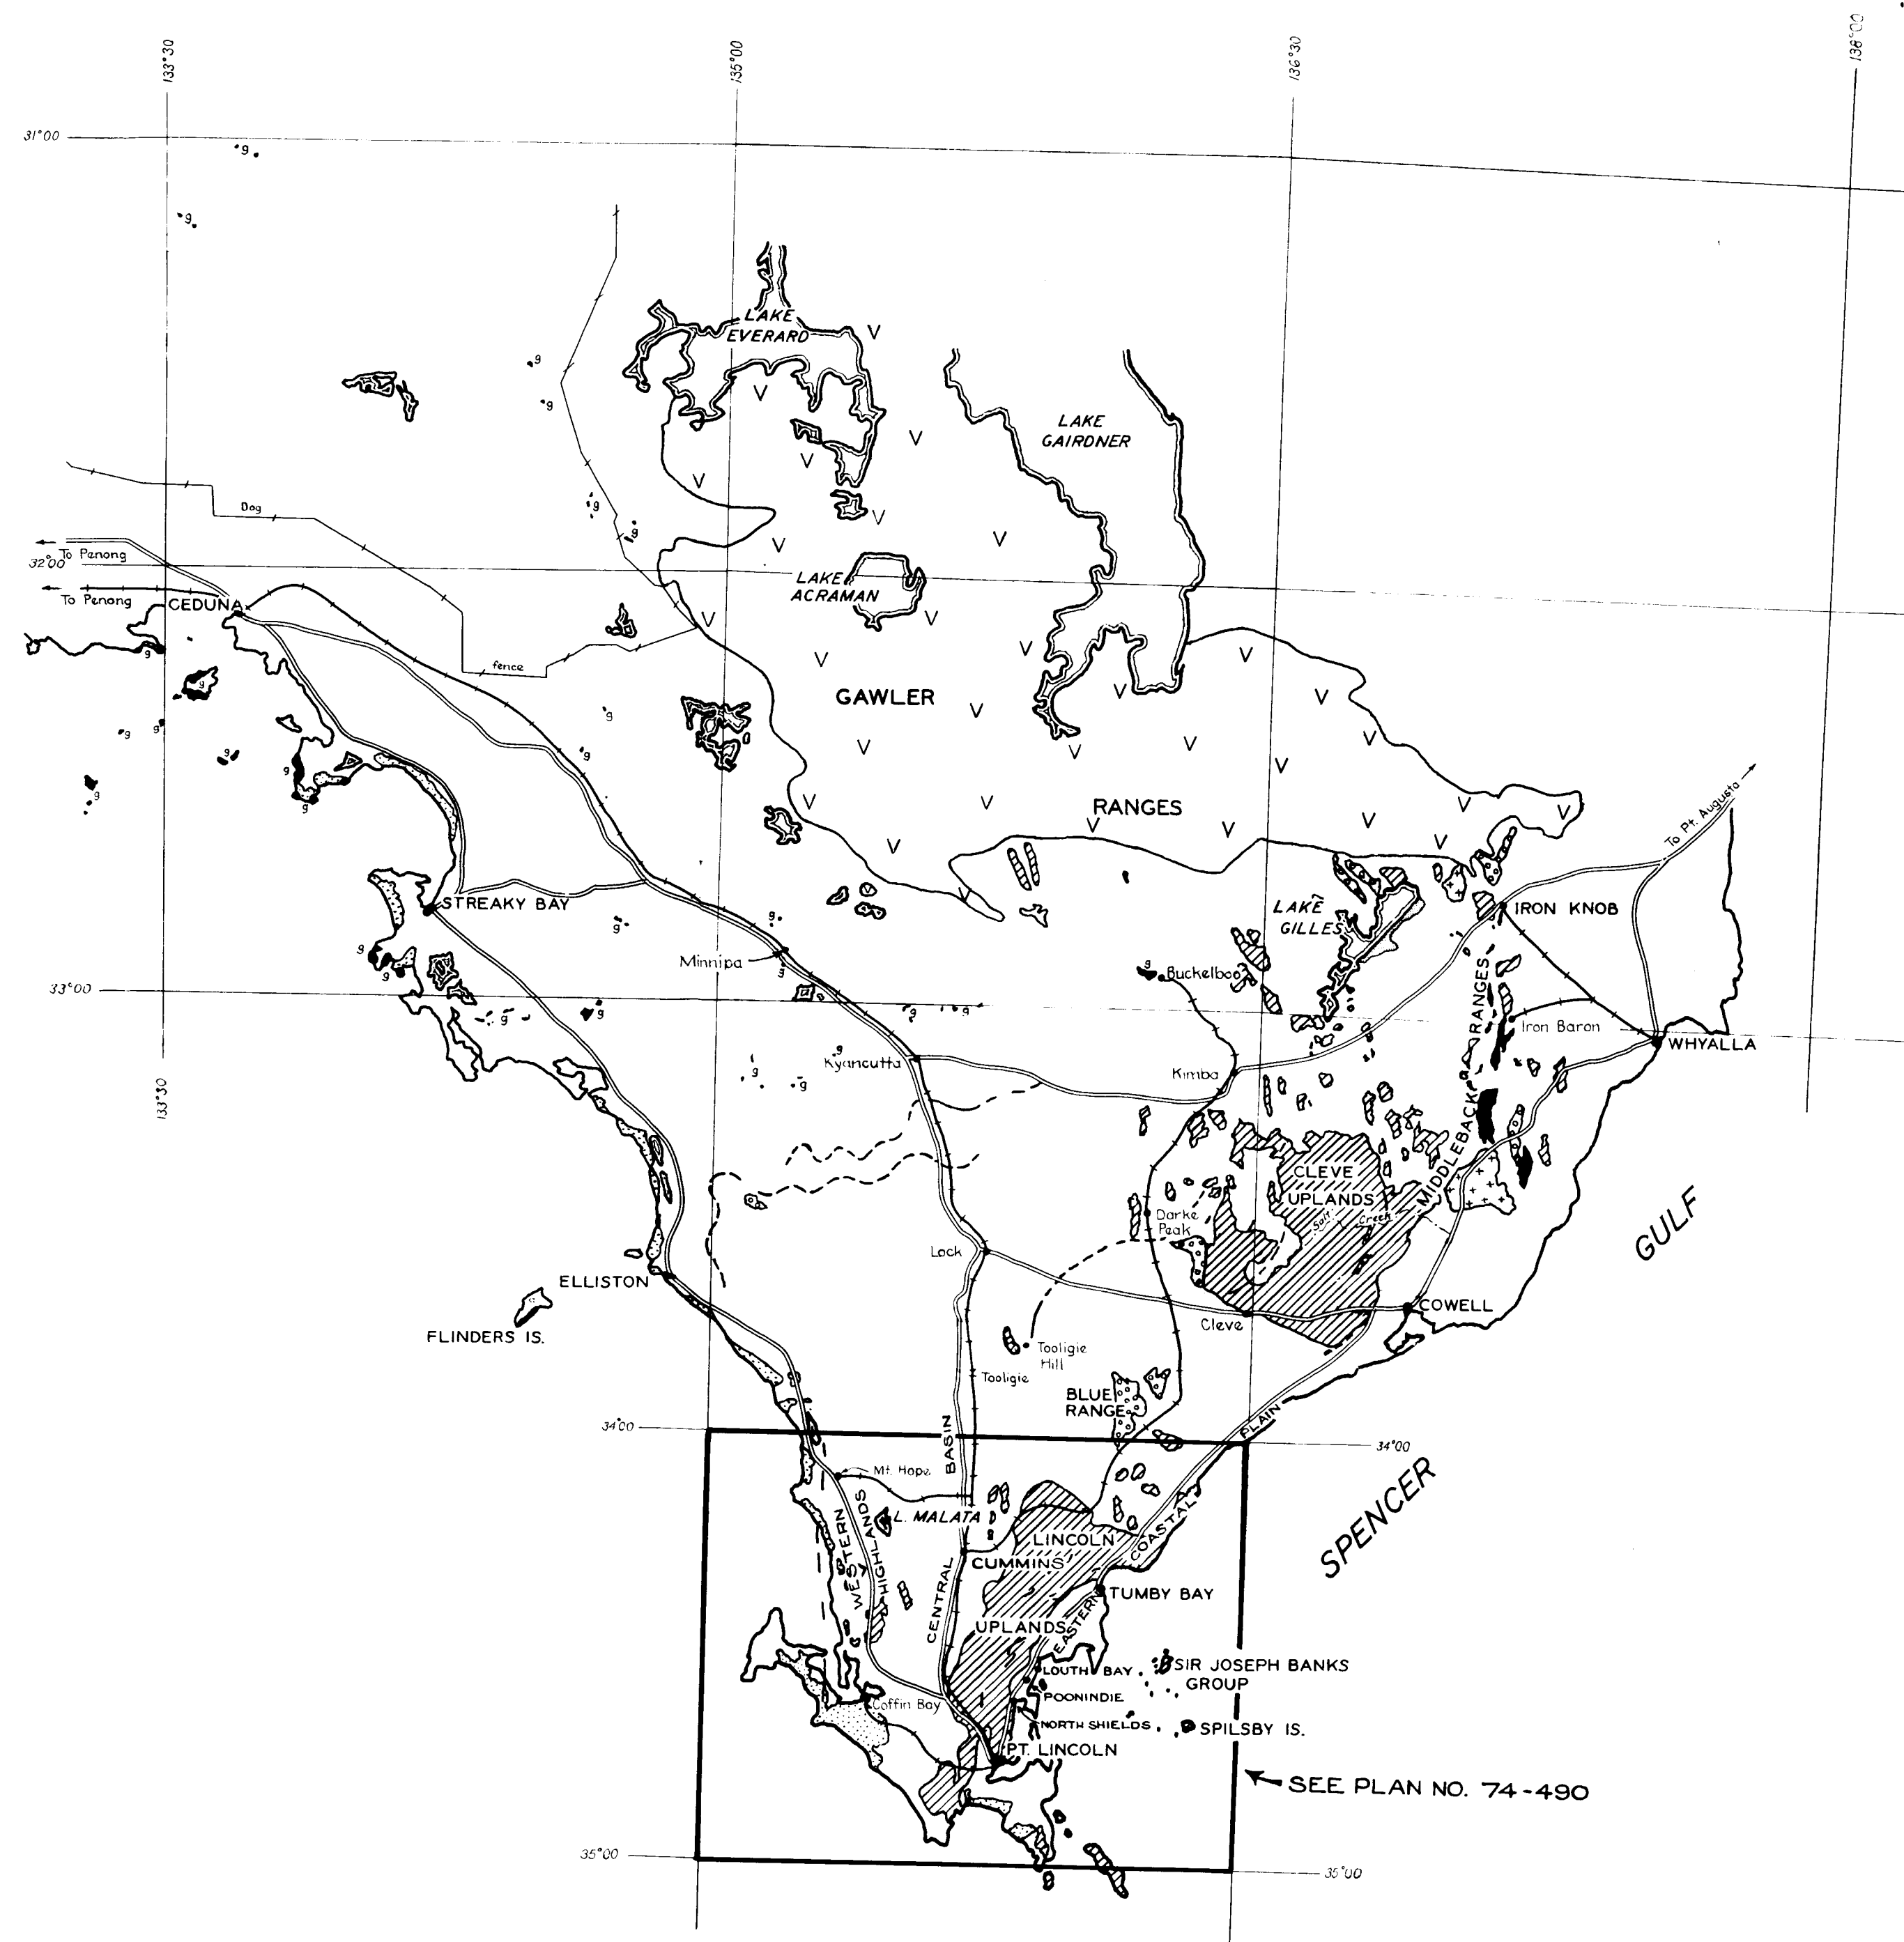 133°30
135°00
136°30
138°00
31°00
g
g
LAKE
EVERARD
V
g
V
g
LAKE
GAIRDNER
V
V
V
g
Dog
V
V
g
V
To Penong
32°00
To Penong
CEDUNA
LAKE
ACRAMAN
V
V
V
V
V
g
fence
g
GAWLER
V
V
V
g
V
V
V
V
g
g
g
g
g
V
g
g
V
V
RANGES
V
V
V
V
V
V
V
V
To Pt. Augusta
V
V
STREAKY BAY
g
g
LAKE
GILLES
IRON KNOB
Minnipa
g
g
g
g
Buckelboo
33°00
g
g
g
g
RANGES
Iron Baron
WHYALLA
g
Kyancutta
g
g
Kimba
133°30
MIDDLEBACK
CLEVE
UPLANDS
Salt Creek
Darke
Peak
Lock
GULF
ELLISTON
COWELL
Cleve
FLINDERS IS.
Tooligie
Hill
Tooligie
BLUE
RANGE
PLAIN
34°00
34°00
BASIN
Mt. Hope
SPENCER
L. MALATA
WESTERN
HIGHLANDS
COASTAL
LINCOLN
CUMMINS
TUMBY BAY
CENTRAL
UPLANDS
EASTERN
LOUTH BAY
SIR JOSEPH BANKS
GROUP
POONINDIE
Coffin Bay
NORTH SHIELDS
SPILSBY IS.
PT. LINCOLN
SEE PLAN NO. 74-490
35°00
35°00